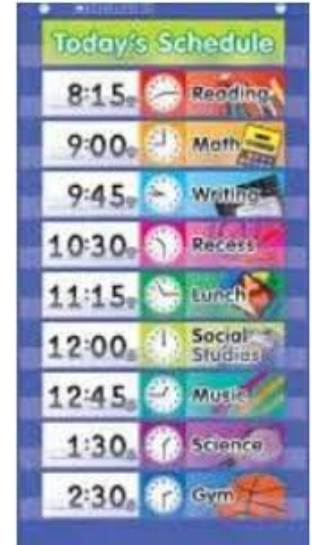 Today's Schedule
8:15 Reading
9:00 Math
9:45 Writing
10:30 Recess
11:15 Lunch
12:00 Social Studies
12:45 Music
1:30 Science
2:30 Gym